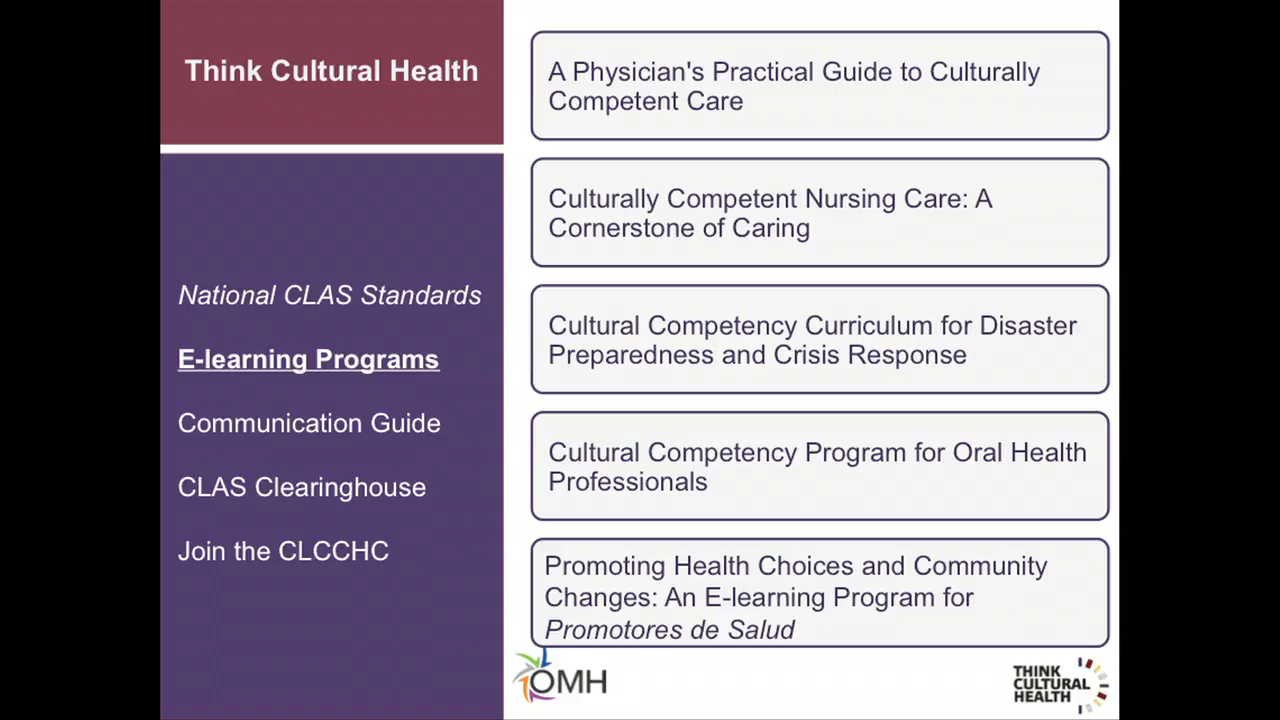 Think Cultural Health
National CLAS Standards
E-learning Programs
Communication Guide
CLAS Clearinghouse
Join the CLCCHC
A Physician's Practical Guide to Culturally
Competent Care
Culturally Competent Nursing Care: A
Cornerstone of Caring
Cultural Competency Curriculum for Disaster
Preparedness and Crisis Response
Cultural Competency Program for Oral Health
Professionals
Promoting Health Choices and Community
Changes: An E-learning Program for
Promotores de Salud
OMH
THINK
CULTURAL
HEALTH